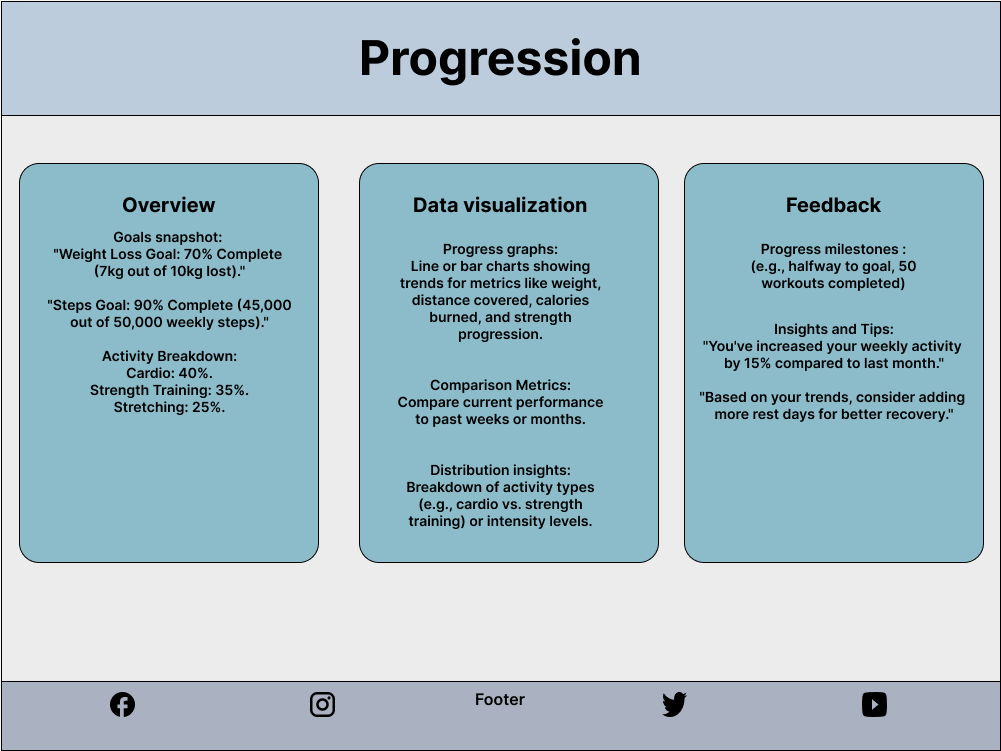 Progression
Overview
Goals snapshot:
"Weight Loss Goal: 70% Complete
(7kg out of 10kg lost)."
"Steps Goal: 90% Complete (45,000
out of 50,000 weekly steps)."
Activity Breakdown:
Cardio: 40%.
Strength Training: 35%.
Stretching: 25%.
Data visualization
Progress graphs:
Line or bar charts showing
trends for metrics like weight,
distance covered, calories
burned, and strength
progression.
Comparison Metrics:
Compare current performance
to past weeks or months.
Distribution insights:
Breakdown of activity types
(e.g., cardio vs. strength
training) or intensity levels.
Feedback
Progress milestones :
(e.g., halfway to goal, 50
workouts completed)
Insights and Tips:
"You've increased your weekly activity
by 15% compared to last month."
"Based on your trends, consider adding
more rest days for better recovery."
Footer